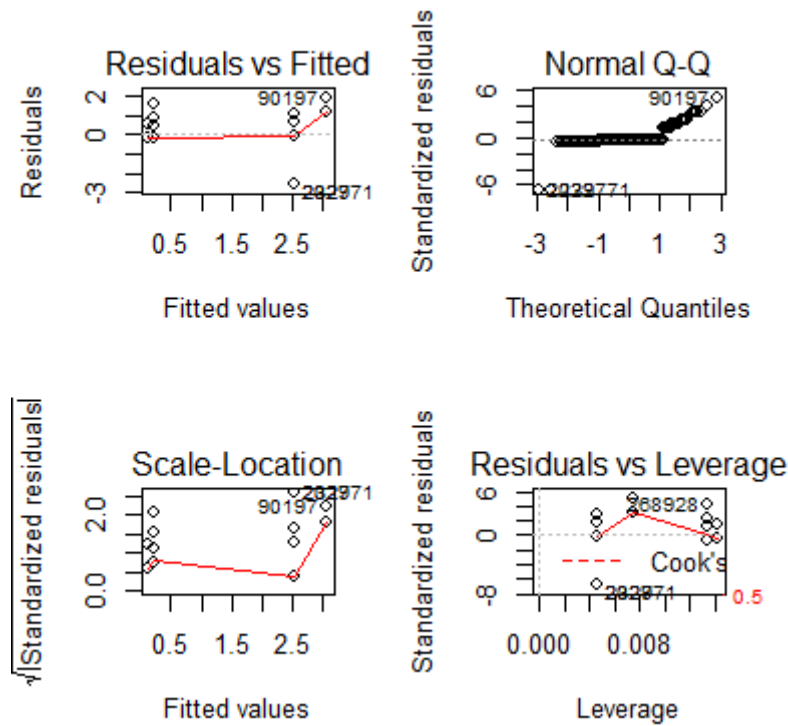 Residuals vs Fitted
Residuals
2
0
-3
90197
0.5 1.5 2.5
Fitted values
Normal Q-Q
Standardized residuals
6
0
-6
90197
-3 -1 1 3
Theoretical Quantiles
Scale-Location
√|Standardized residuals|
2.0
0.0
90197
0.5 1.5 2.5
Fitted values
Residuals vs Leverage
Standardized residuals
6
0
-8
Cook's
0.5
0.000 0.008
Leverage